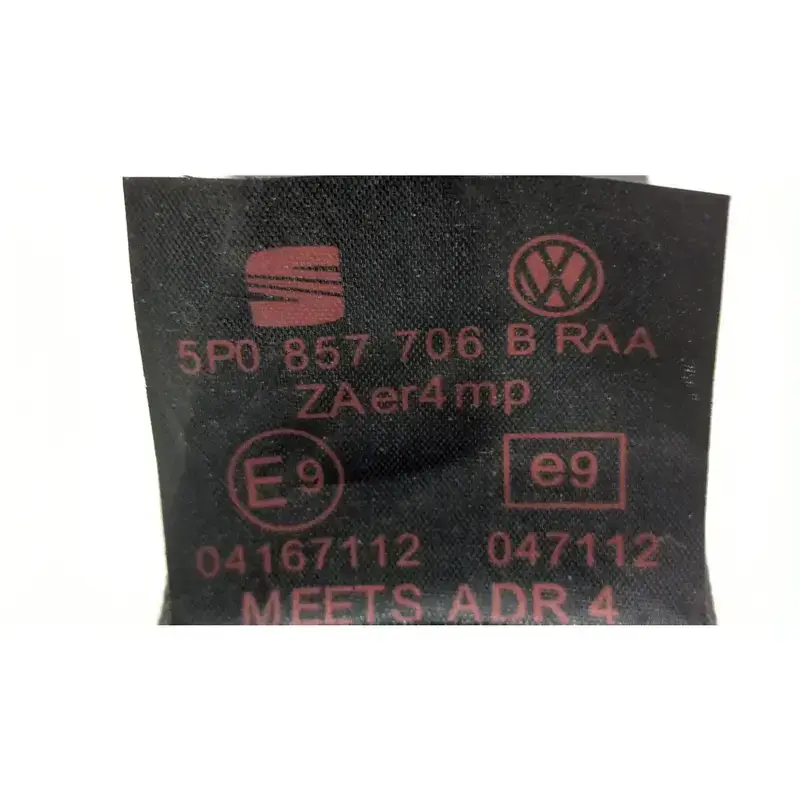 5P0 857 706 B RAA
ZAer4mp
E9 e9
04167112 047112
MEETS ADR 4